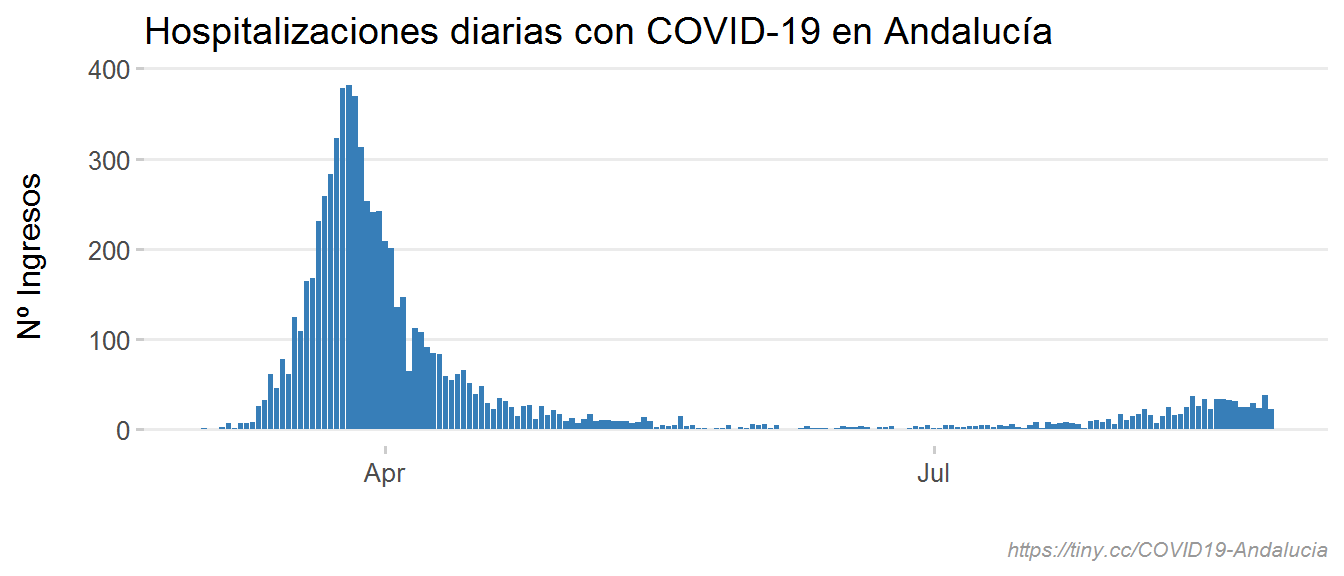 Hospitalizaciones diarias con COVID-19 en Andalucía
400
300
200
100
0
Nº Ingresos
Apr
Jul
https://tiny.cc/COVID19-Andalucia